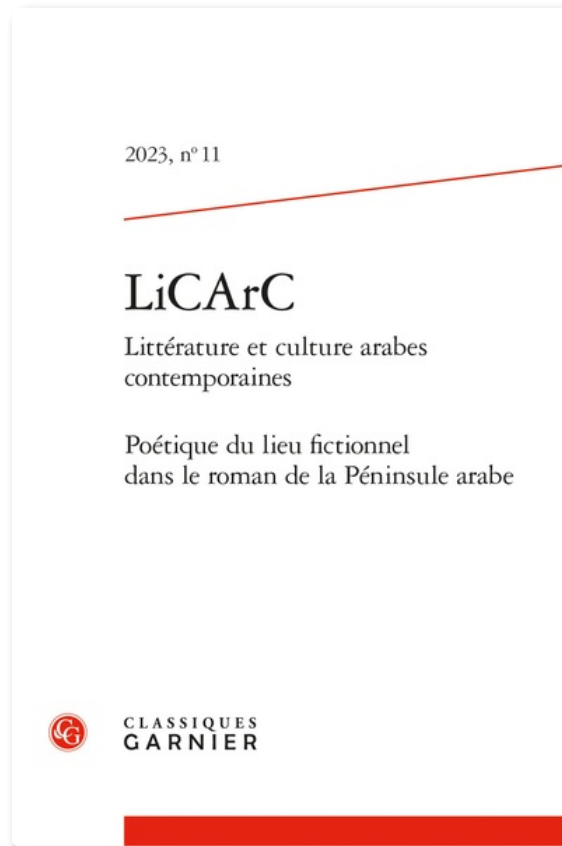 2023, nº 11
LiCArC
Littérature et culture arabes
contemporaines
Poétique du lieu fictionnel
dans le roman de la Péninsule arabe
CG
CLASSIQUES
GARNIER